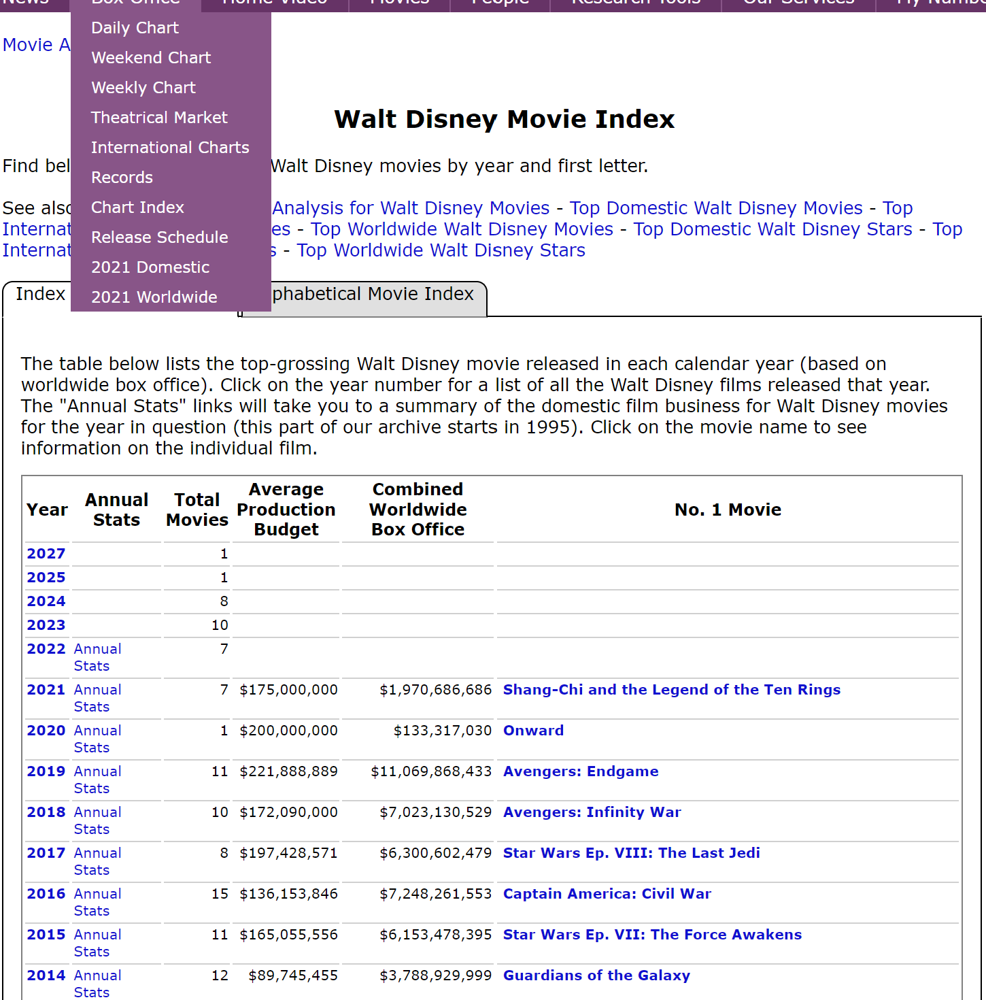 News Box Office Home Video Movies People Research Tools Our Services My Numbe
Daily Chart
Weekend Chart
Weekly Chart
Theatrical Market
International Charts
Records
Chart Index
Release Schedule
2021 Domestic
2021 Worldwide
Movie A
Walt Disney Movie Index
Find bel Walt Disney movies by year and first letter.
See also Analysis for Walt Disney Movies - Top Domestic Walt Disney Movies - Top
Internat es - Top Worldwide Walt Disney Movies - Top Domestic Walt Disney Stars - Top
Internat s - Top Worldwide Walt Disney Stars
Index phabetical Movie Index
The table below lists the top-grossing Walt Disney movie released in each calendar year (based on
worldwide box office). Click on the year number for a list of all the Walt Disney films released that year.
The "Annual Stats" links will take you to a summary of the domestic film business for Walt Disney movies
for the year in question (this part of our archive starts in 1995). Click on the movie name to see
information on the individual film.
Year Annual Stats Total Movies Average Production Budget Combined Worldwide Box Office No. 1 Movie
2027 1
2025 1
2024 8
2023 10
2022 Annual Stats 7
2021 Annual Stats 7 $175,000,000 $1,970,686,686 Shang-Chi and the Legend of the Ten Rings
2020 Annual Stats 1 $200,000,000 $133,317,030 Onward
2019 Annual Stats 11 $221,888,889 $11,069,868,433 Avengers: Endgame
2018 Annual Stats 10 $172,090,000 $7,023,130,529 Avengers: Infinity War
2017 Annual Stats 8 $197,428,571 $6,300,602,479 Star Wars Ep. VIII: The Last Jedi
2016 Annual Stats 15 $136,153,846 $7,248,261,553 Captain America: Civil War
2015 Annual Stats 11 $165,055,556 $6,153,478,395 Star Wars Ep. VII: The Force Awakens
2014 Annual Stats 12 $89,745,455 $3,788,929,999 Guardians of the Galaxy